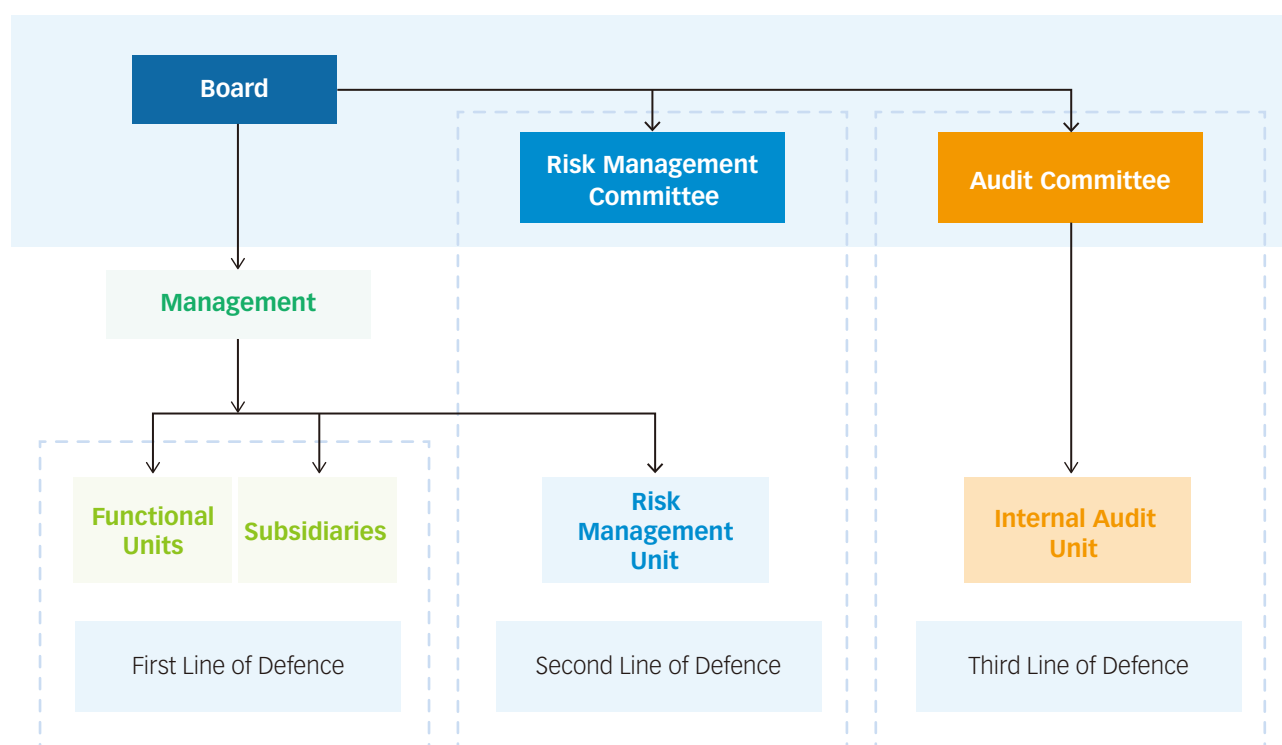 Board
Risk Management
Committee
Audit Committee
Management
Functional
Units
Subsidiaries
Risk
Management
Unit
Internal Audit
Unit
First Line of Defence
Second Line of Defence
Third Line of Defence